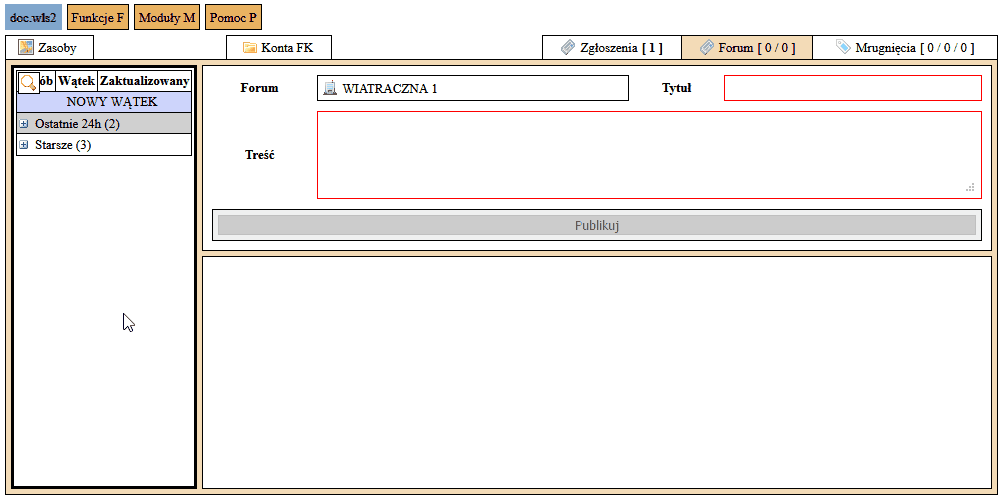 doc.wls2 Funkcje F Moduły M Pomoc P
Zasoby Konta FK Zgłoszenia [ 1 ] Forum [ 0 / 0 ] Mrugnięcia [ 0 / 0 / 0 ]
ób Wątek Zaktualizowany
NOWY WĄTEK
Ostatnie 24h (2)
Starsze (3)
Forum WIATRACZNA 1 Tytuł
Treść
Publikuj